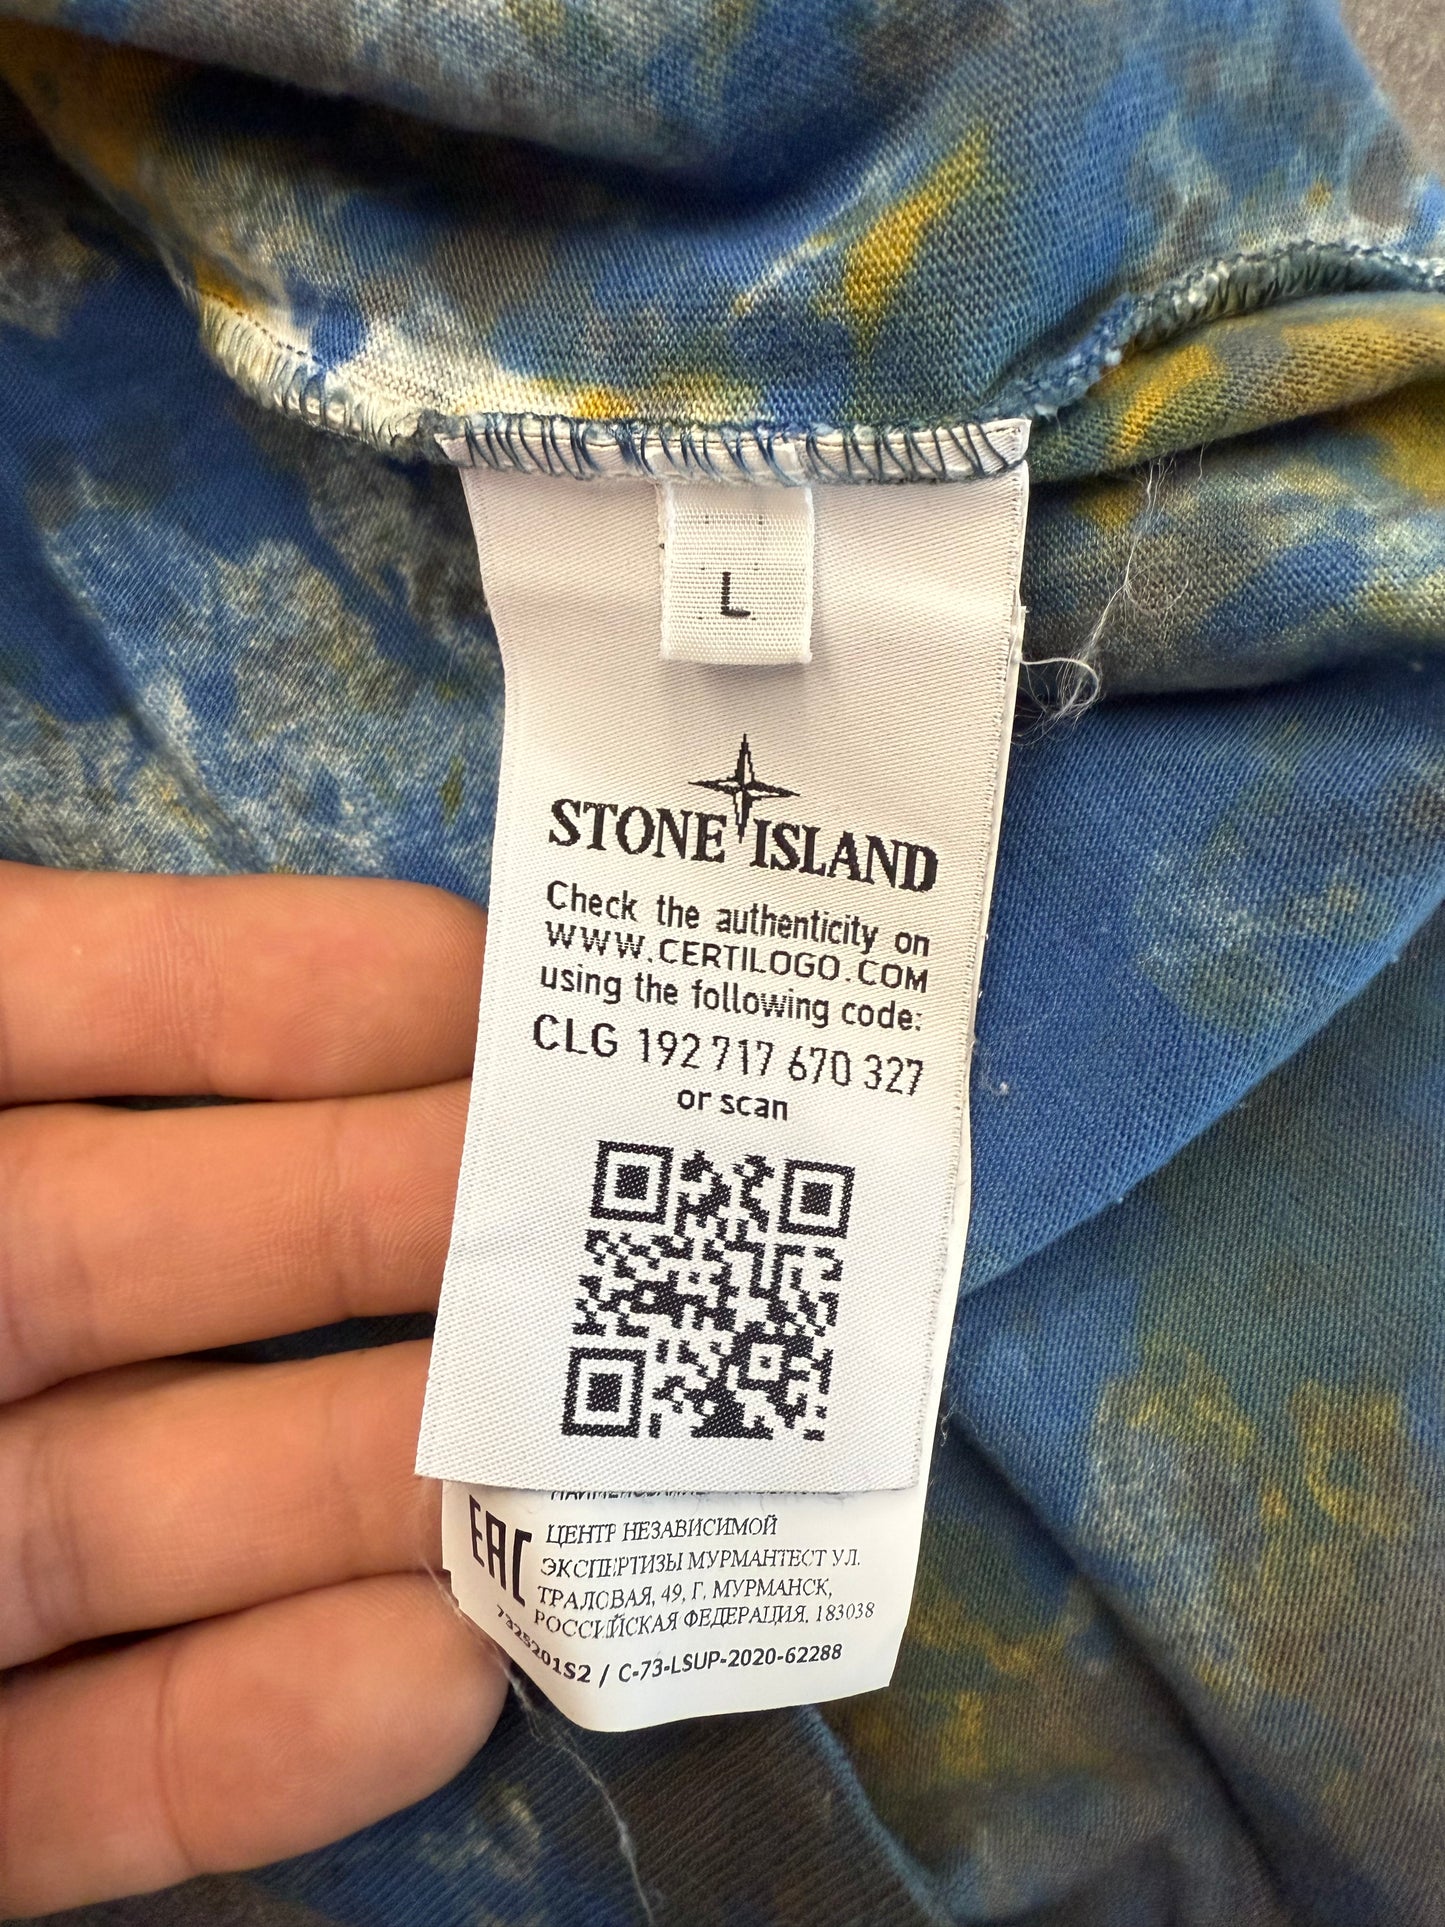 L
STONE ISLAND
Check the authenticity on
WWW.CERTILOGO.COM
using the following code:
CLG 192 717 670 327
or scan
EAC
ЦЕНТР НЕЗАВИСИМОЙ
ЭКСПЕРТИЗЫ МУРМАНТЕСТ УЛ.
ТРАЛОВАЯ, 49, Г. МУРМАНСК,
РОССИЙСКАЯ ФЕДЕРАЦИЯ, 183038
7325201S2 / C-73-LSUP-2020-62288